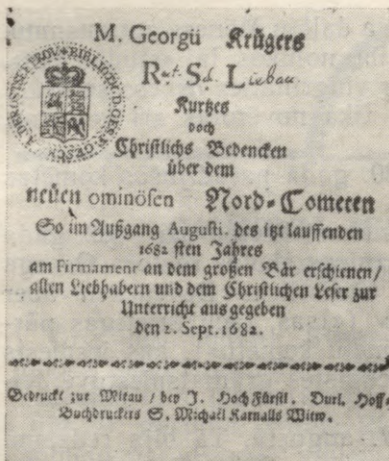 M. Georgü Krügers
R S L Liebau
Kurtzes
doch
Christlichs Bedencken
über dem
neüen ominösen Nord-Cometen
So im Außgang Augusti. des itzt lauffenden
1682 sten Jahres
am Firmament an dem großen Bär erschienen /
allen Liebhabern und dem Christlichen Leser zur
Unterricht aus gegeben
den 2. Sept. 1682.
Gedruckt zur Mitau / bey J. Hoch Fürstl. Durl. Hoff-
Buchdruckers S. Michael Karnalls Witw.